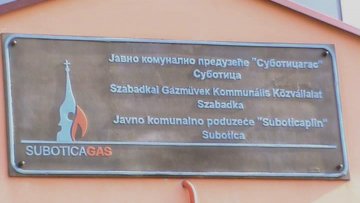 Јавно комунално предузеће "Суботицагас"
Суботица
Szabadkai Gázművek Kommunális Közvállalat
Szabadka
Javno komunalno poduzeće "Suboticaplin"
Subotica
SUBOTICAGAS